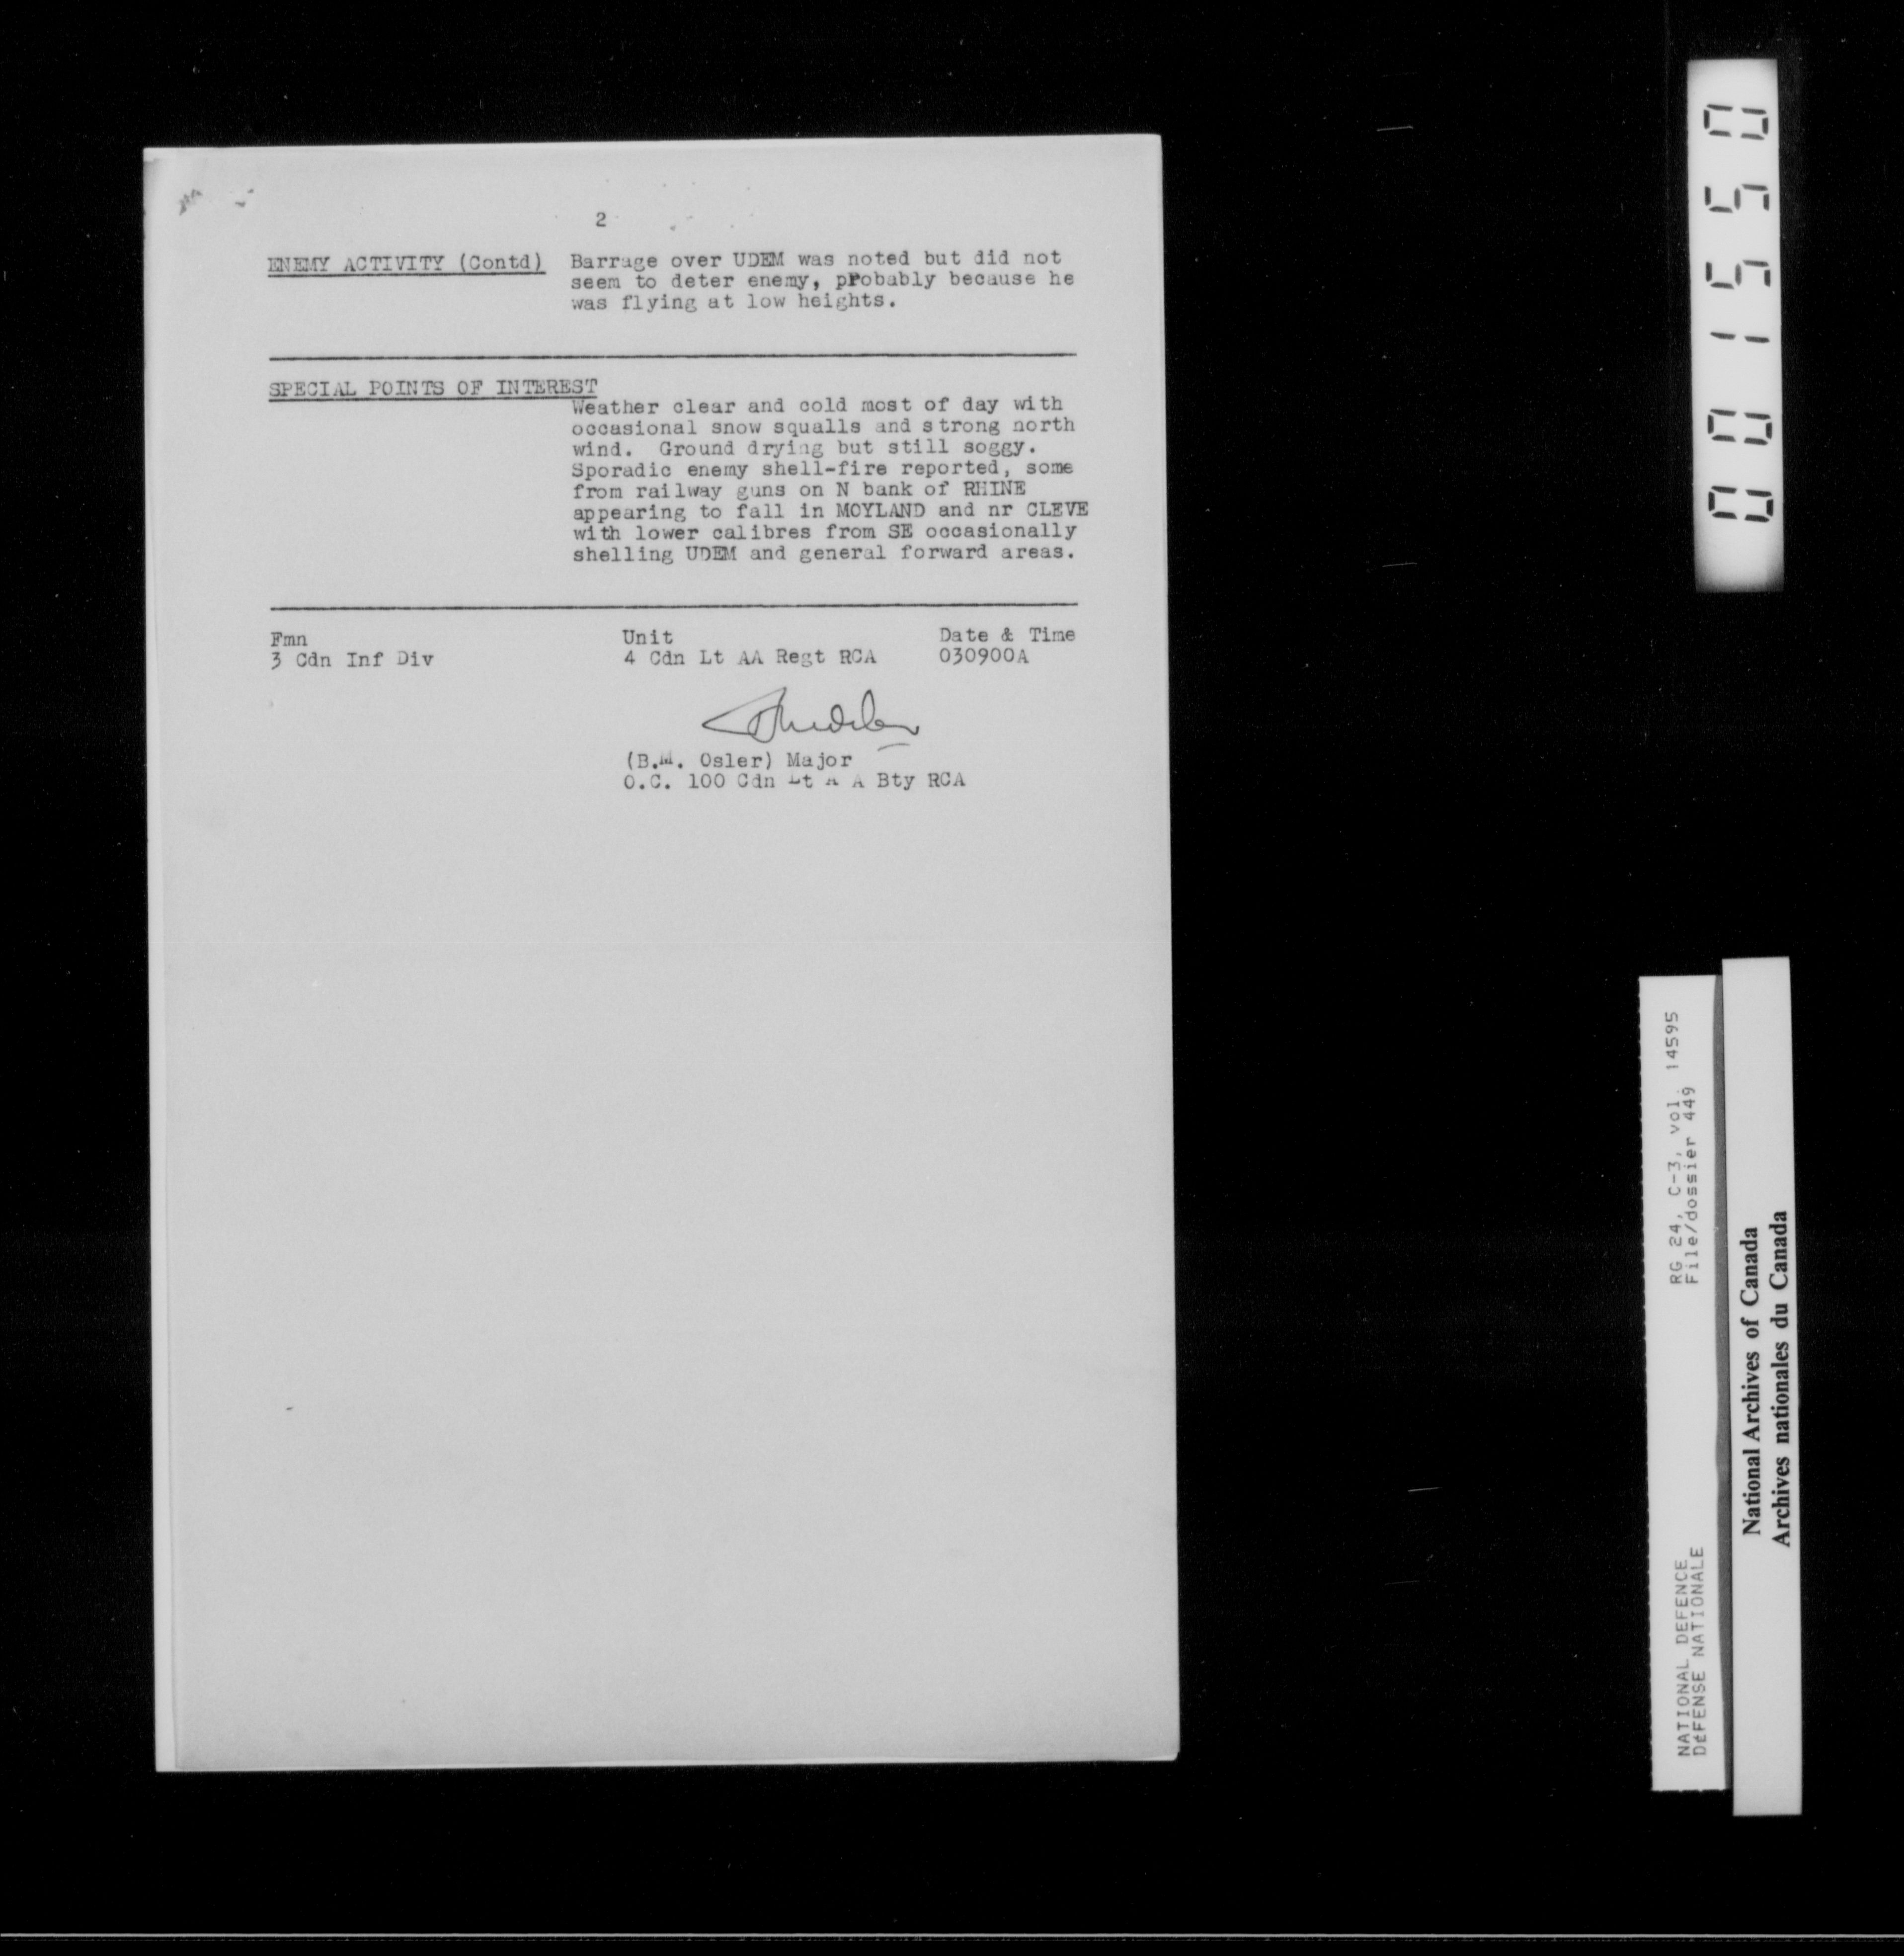 2
ENEMY ACTIVITY (Contd) Barrage over UDEM was noted but did not
seem to deter enemy, probably because he
was flying at low heights.
SPECIAL POINTS OF INTEREST
Weather clear and cold most of day with
occasional snow squalls and strong north
wind. Ground drying but still soggy.
Sporadic enemy shell-fire reported, some
from railway guns on N bank of RHINE
appearing to fall in MOYLAND and nr CLEVE
with lower calibres from SE occasionally
shelling UDEM and general forward areas.
Fmn Unit Date & Time
3 Cdn Inf Div 4 Cdn Lt AA Regt RCA 030900A
(B.M. Osler) Major
O.C. 100 Cdn Lt A A Bty RCA
001550
RG 24, C-3, vol. 14595
File/dossier 449
NATIONAL DEFENCE
DÉFENSE NATIONALE
National Archives of Canada
Archives nationales du Canada